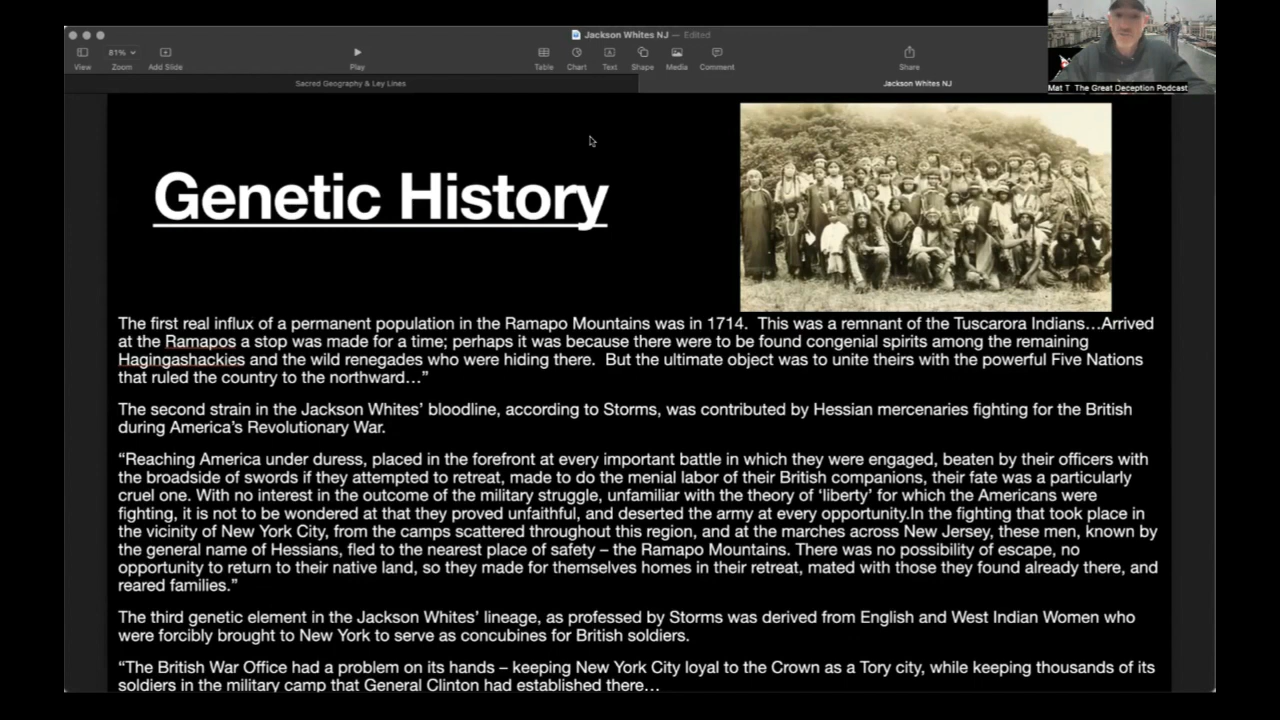 Jackson Whites NJ — Edited
81%
View
Zoom
Add Slide
Play
Table
Chart
Text
Shape
Media
Comment
Share
Sacred Geography & Ley Lines
Jackson Whites NJ
Mat T The Great Deception Podcast
Genetic History
The first real influx of a permanent population in the Ramapo Mountains was in 1714. This was a remnant of the Tuscarora Indians…Arrived
at the Ramapos a stop was made for a time; perhaps it was because there were to be found congenial spirits among the remaining
Hagingashackies and the wild renegades who were hiding there. But the ultimate object was to unite theirs with the powerful Five Nations
that ruled the country to the northward…”
The second strain in the Jackson Whites’ bloodline, according to Storms, was contributed by Hessian mercenaries fighting for the British
during America’s Revolutionary War.
“Reaching America under duress, placed in the forefront at every important battle in which they were engaged, beaten by their officers with
the broadside of swords if they attempted to retreat, made to do the menial labor of their British companions, their fate was a particularly
cruel one. With no interest in the outcome of the military struggle, unfamiliar with the theory of ‘liberty’ for which the Americans were
fighting, it is not to be wondered at that they proved unfaithful, and deserted the army at every opportunity.In the fighting that took place in
the vicinity of New York City, from the camps scattered throughout this region, and at the marches across New Jersey, these men, known by
the general name of Hessians, fled to the nearest place of safety – the Ramapo Mountains. There was no possibility of escape, no
opportunity to return to their native land, so they made for themselves homes in their retreat, mated with those they found already there, and
reared families.”
The third genetic element in the Jackson Whites’ lineage, as professed by Storms was derived from English and West Indian Women who
were forcibly brought to New York to serve as concubines for British soldiers.
“The British War Office had a problem on its hands – keeping New York City loyal to the Crown as a Tory city, while keeping thousands of its
soldiers in the military camp that General Clinton had established there…